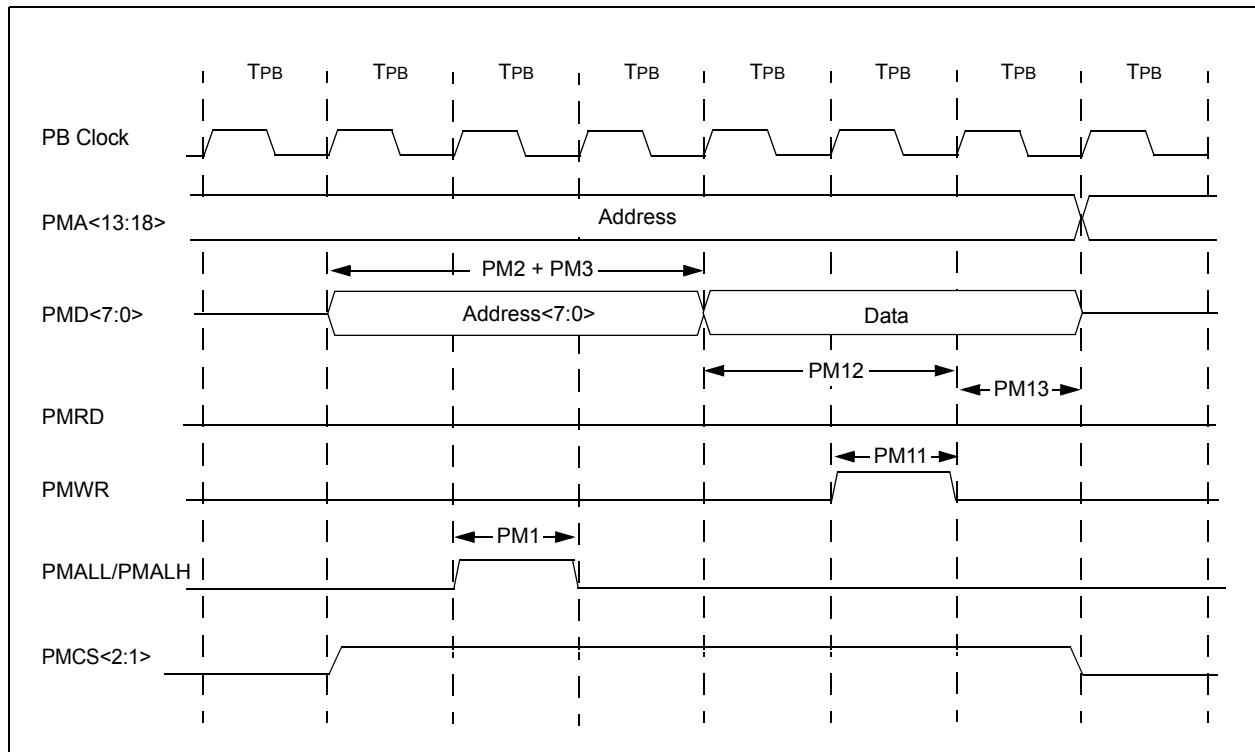 TPB TPB TPB TPB TPB TPB TPB TPB
PB Clock
PMA<13:18>
Address
PM2 + PM3
PMD<7:0>
Address<7:0>
Data
PM12
PM13
PMRD
PM11
PMWR
PM1
PMALL/PMALH
PMCS<2:1>